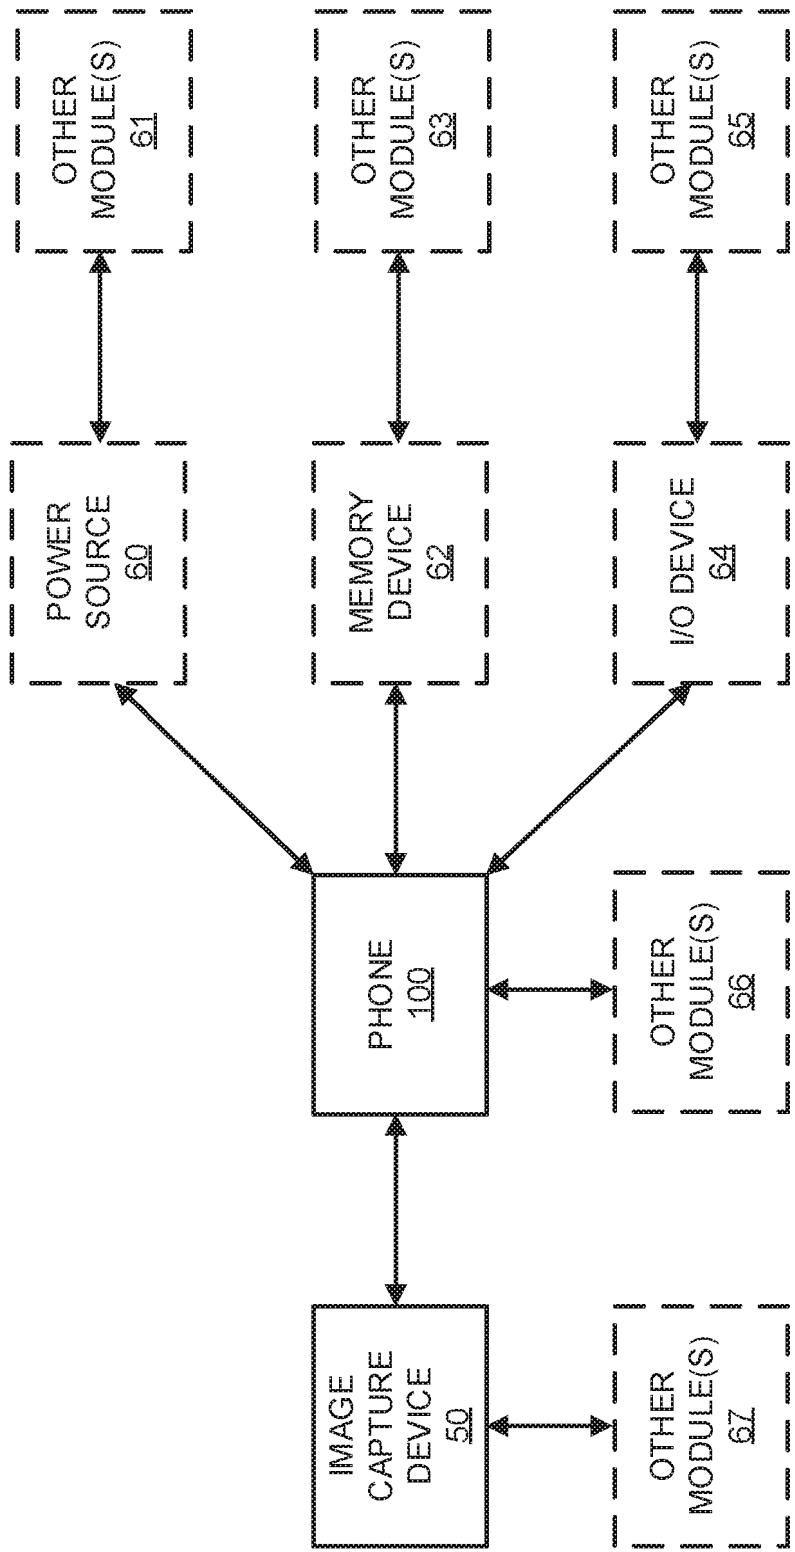 IMAGE
CAPTURE
DEVICE
50
PHONE
100
POWER
SOURCE
60
OTHER
MODULE(S)
61
MEMORY
DEVICE
62
OTHER
MODULE(S)
63
I/O DEVICE
64
OTHER
MODULE(S)
65
OTHER
MODULE(S)
66
OTHER
MODULE(S)
67